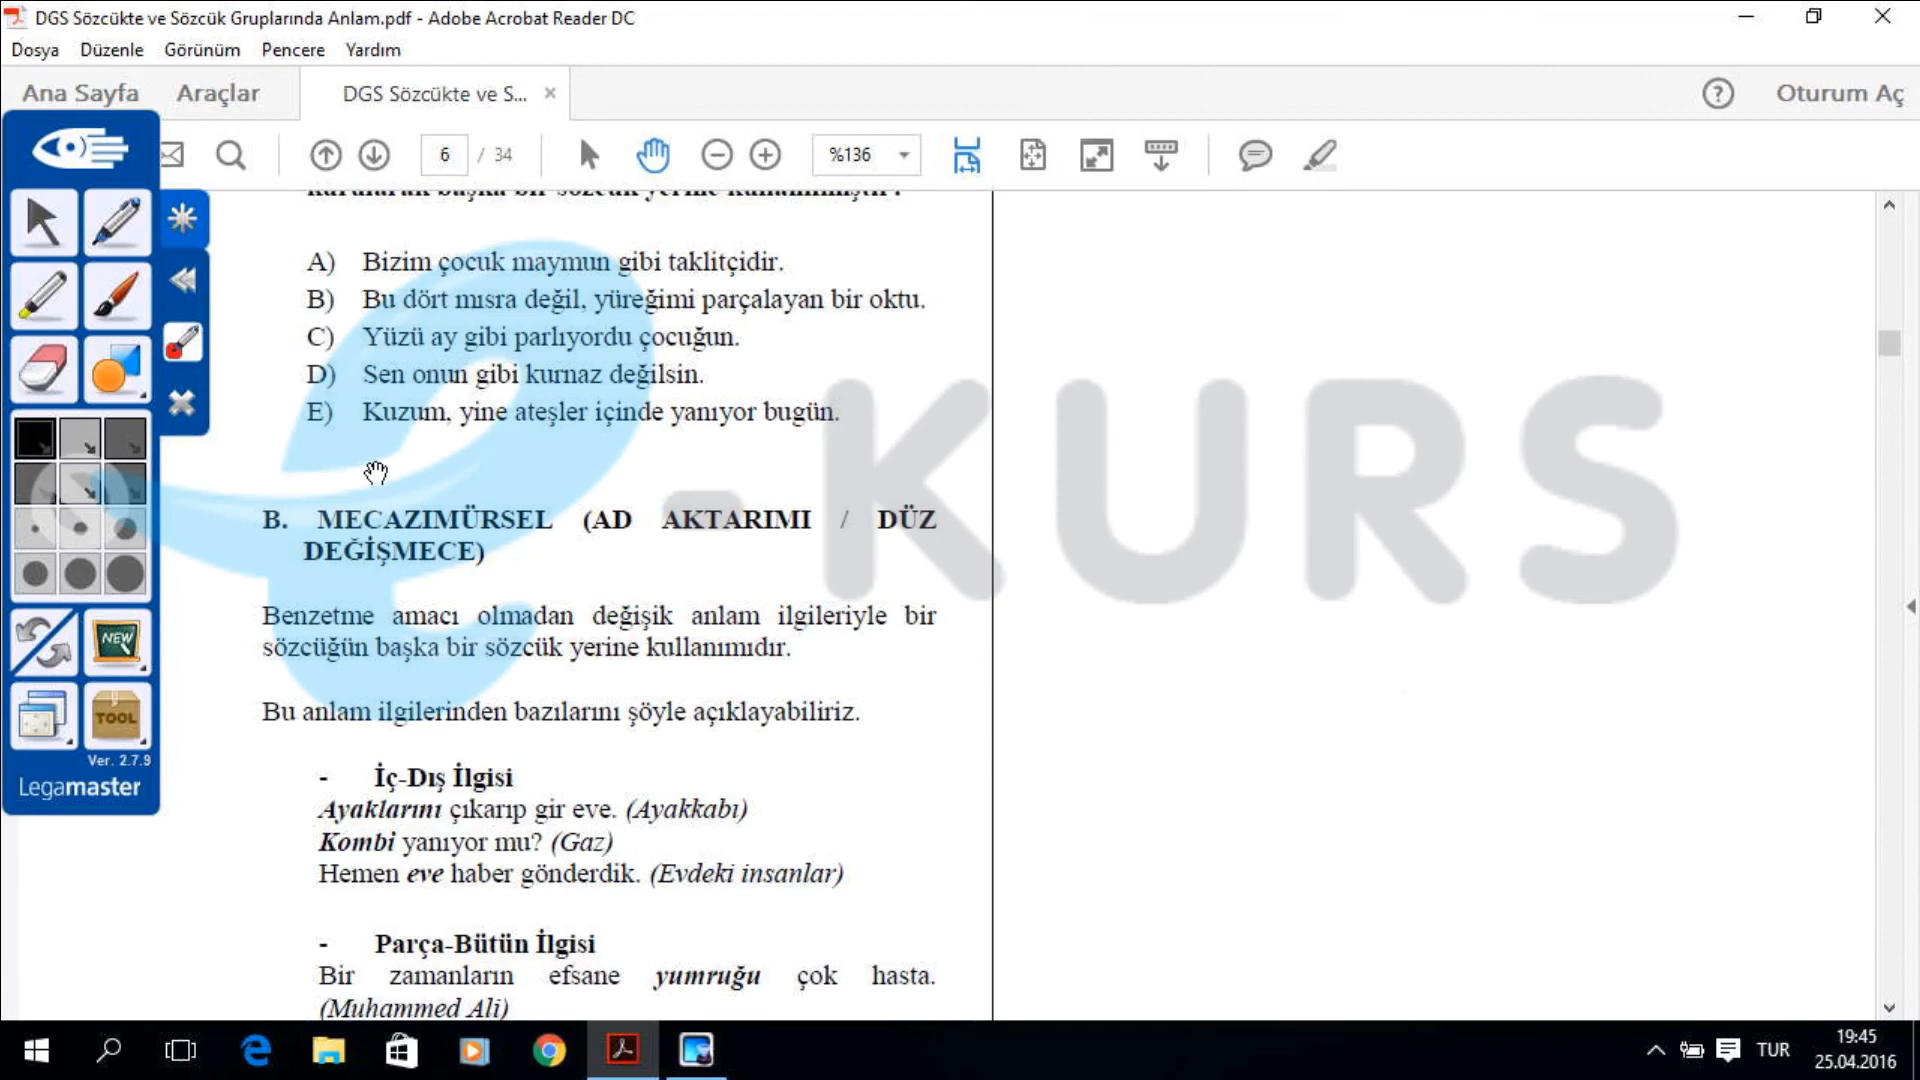 DGS Sözcükte ve Sözcük Gruplarında Anlam.pdf - Adobe Acrobat Reader DC
Dosya Düzenle Görünüm Pencere Yardım
Ana Sayfa Araçlar DGS Sözcükte ve S... × ? Oturum Aç
6 / 34 %136
kurularak başka bir sözcük yerine kullanılmıştır?
A) Bizim çocuk maymun gibi taklitçidir.
B) Bu dört mısra değil, yüreğimi parçalayan bir oktu.
C) Yüzü ay gibi parlıyordu çocuğun.
D) Sen onun gibi kurnaz değilsin.
E) Kuzum, yine ateşler içinde yanıyor bugün.
e-KURS
B. MECAZIMÜRSEL (AD AKTARIMI / DÜZ
DEĞİŞMECE)
Benzetme amacı olmadan değişik anlam ilgileriyle bir
sözcüğün başka bir sözcük yerine kullanımıdır.
Bu anlam ilgilerinden bazılarını şöyle açıklayabiliriz.
- İç-Dış İlgisi
Ayaklarını çıkarıp gir eve. (Ayakkabı)
Kombi yanıyor mu? (Gaz)
Hemen eve haber gönderdik. (Evdeki insanlar)
- Parça-Bütün İlgisi
Bir zamanların efsane yumruğu çok hasta.
(Muhammed Ali)
NEW
TOOL
Ver. 2.7.9
Legamaster
TUR
19:45
25.04.2016